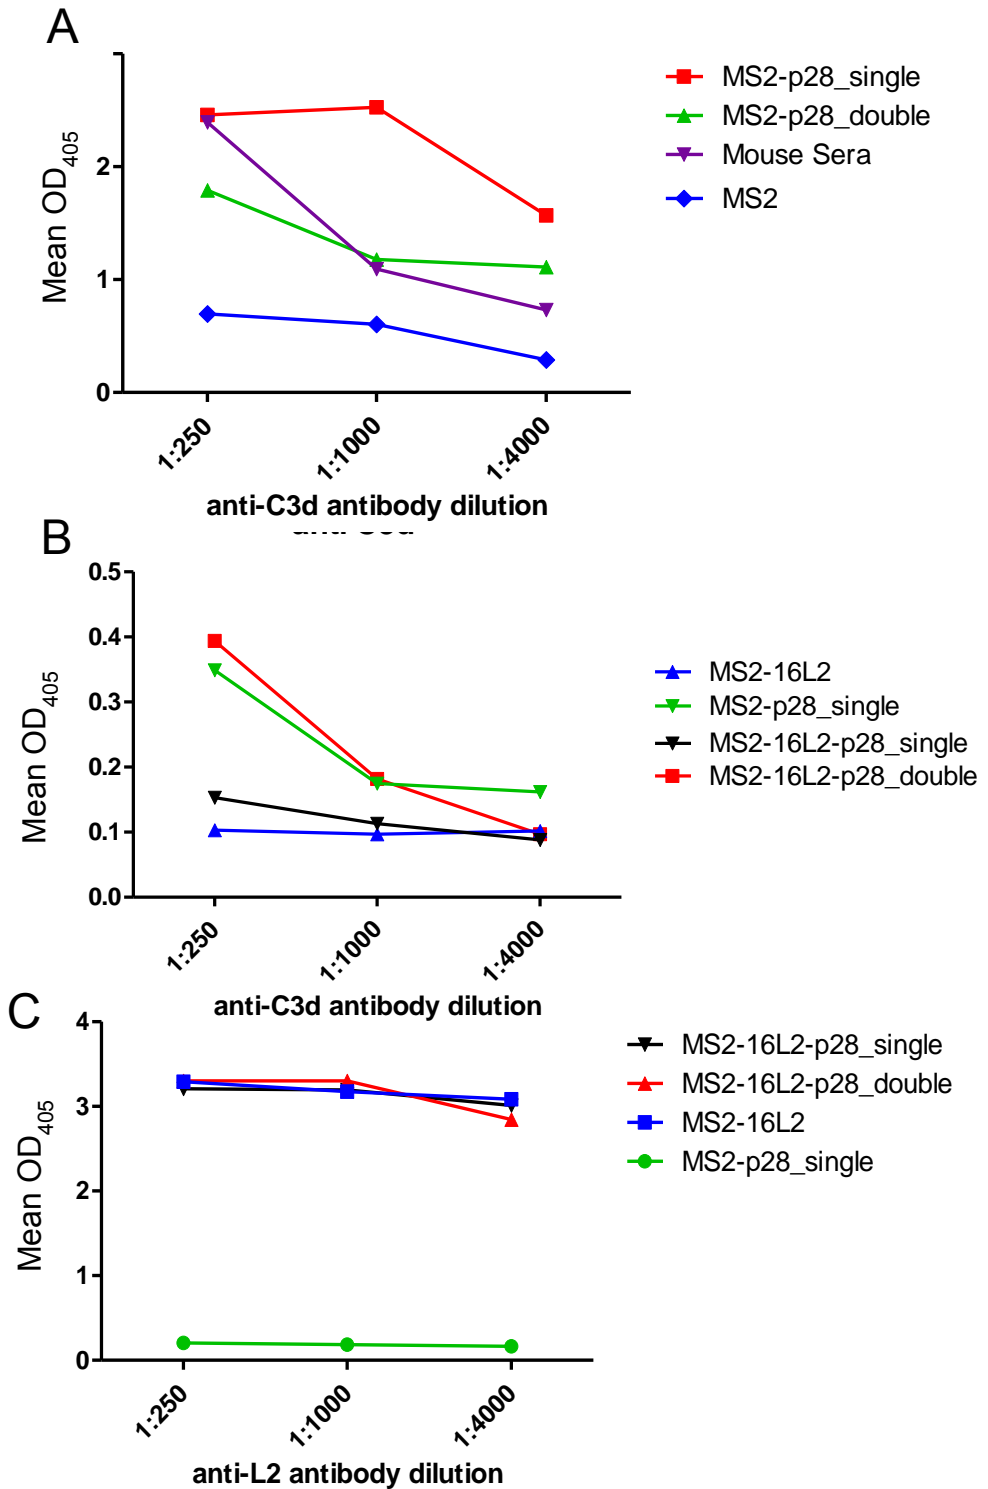 A
MS2-p28_single
MS2-p28_double
Mouse Sera
MS2
Mean OD405
2
1
0
1:250
1:1000
1:4000
anti-C3d antibody dilution
B
0.5
0.4
0.3
0.2
0.1
0.0
Mean OD405
MS2-16L2
MS2-p28_single
MS2-16L2-p28_single
MS2-16L2-p28_double
1:250
1:1000
1:4000
anti-C3d antibody dilution
C
4
3
2
1
0
Mean OD405
MS2-16L2-p28_single
MS2-16L2-p28_double
MS2-16L2
MS2-p28_single
1:250
1:1000
1:4000
anti-L2 antibody dilution